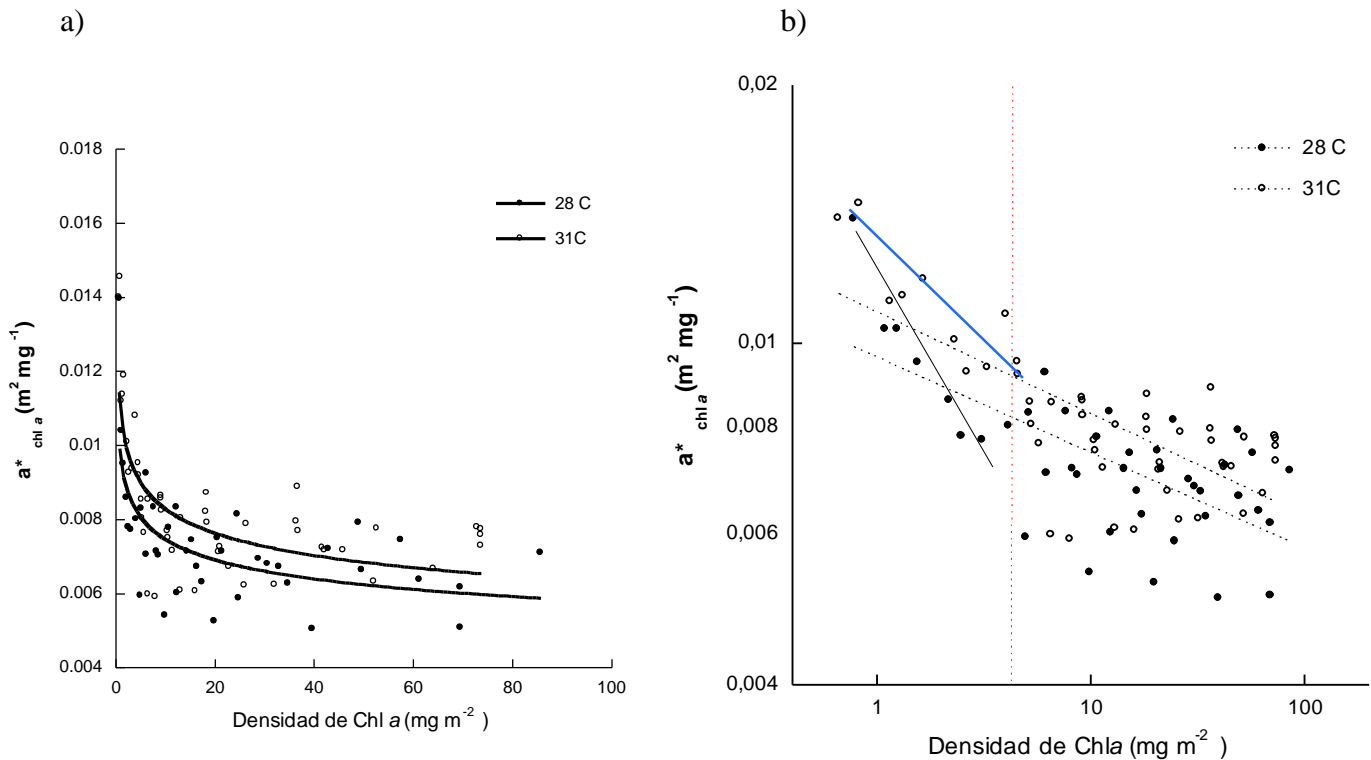 a)
b)
0.018
0.016
0.014
0.012
0.01
0.008
0.006
0.004
0
20
40
60
80
100
a* chl a (m2 mg -1)
Densidad de Chl a (mg m-2)
28 C
31C
0,02
0,01
0,008
0,006
0,004
1
10
100
a* chl a (m2 mg -1)
Densidad de Chla (mg m-2)
28 C
31C